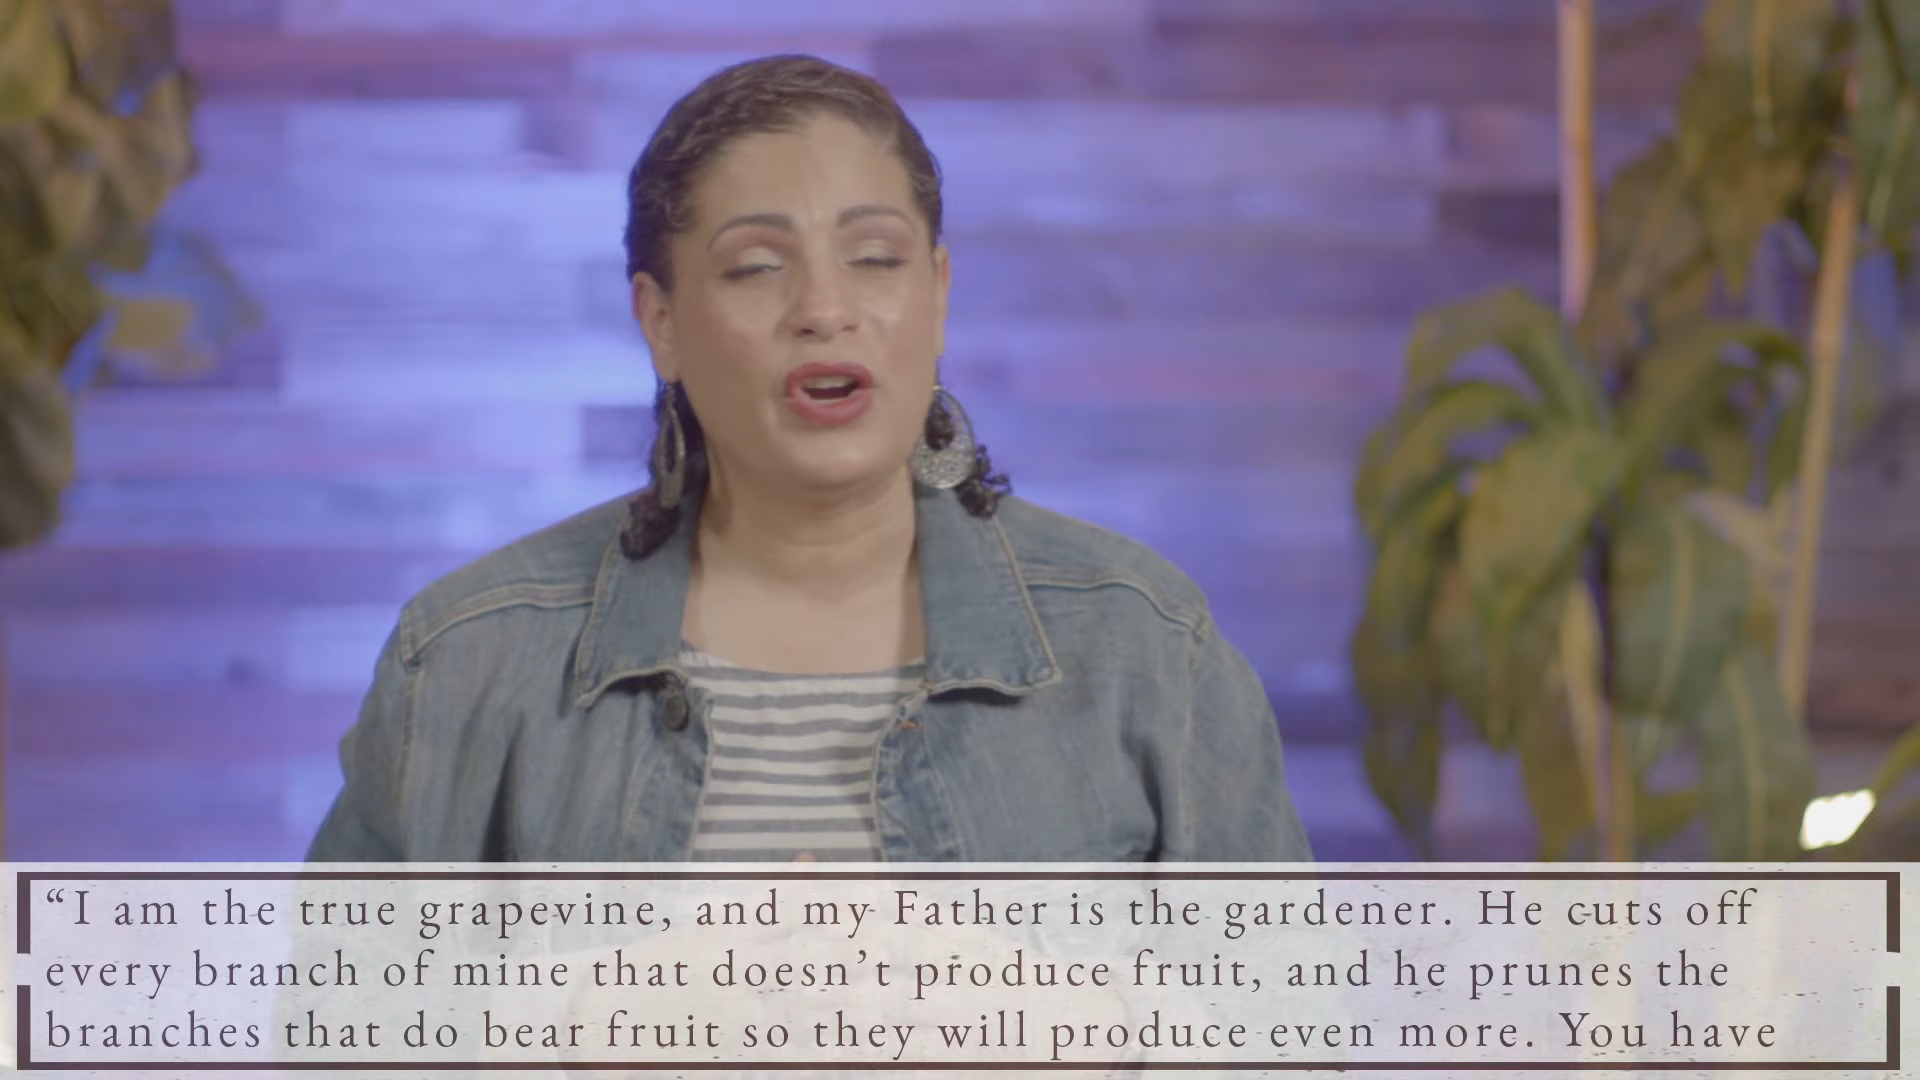 “I am the true grapevine, and my Father is the gardener. He cuts off
every branch of mine that doesn’t produce fruit, and he prunes the
branches that do bear fruit so they will produce even more. You have